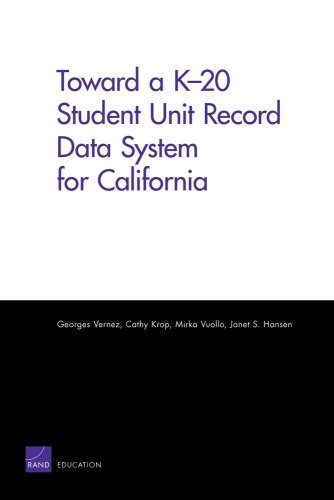 Toward a K–20
Student Unit Record
Data System
for California
Georges Vernez, Cathy Krop, Mirka Vuollo, Janet S. Hansen
RAND EDUCATION